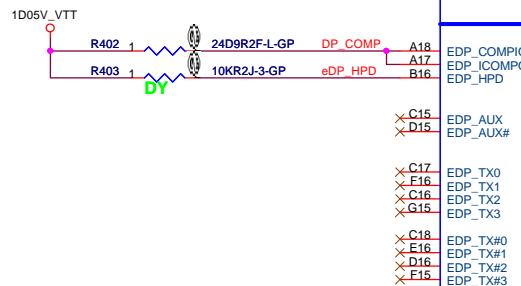 1D05V_VTT
R402 1 24D9R2F-L-GP DP_COMP A18 EDP_COMPIO
A17 EDP_ICOMPO
R403 1 10KR2J-3-GP eDP_HPD B16 EDP_HPD
DY
C15 EDP_AUX
D15 EDP_AUX#
C17 EDP_TX0
F16 EDP_TX1
C16 EDP_TX2
G15 EDP_TX3
C18 EDP_TX#0
E16 EDP_TX#1
D16 EDP_TX#2
F15 EDP_TX#3